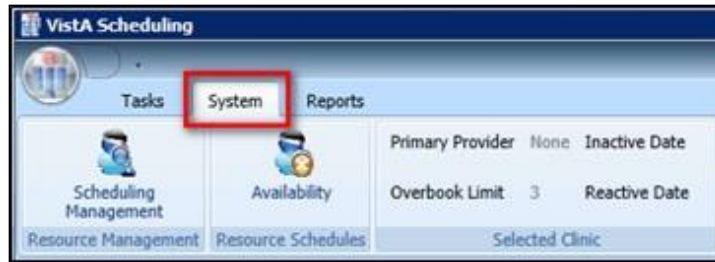 VistA Scheduling
Tasks System Reports
Primary Provider None Inactive Date
Scheduling Management Availability Overbook Limit 3 Reactive Date
Resource Management Resource Schedules Selected Clinic